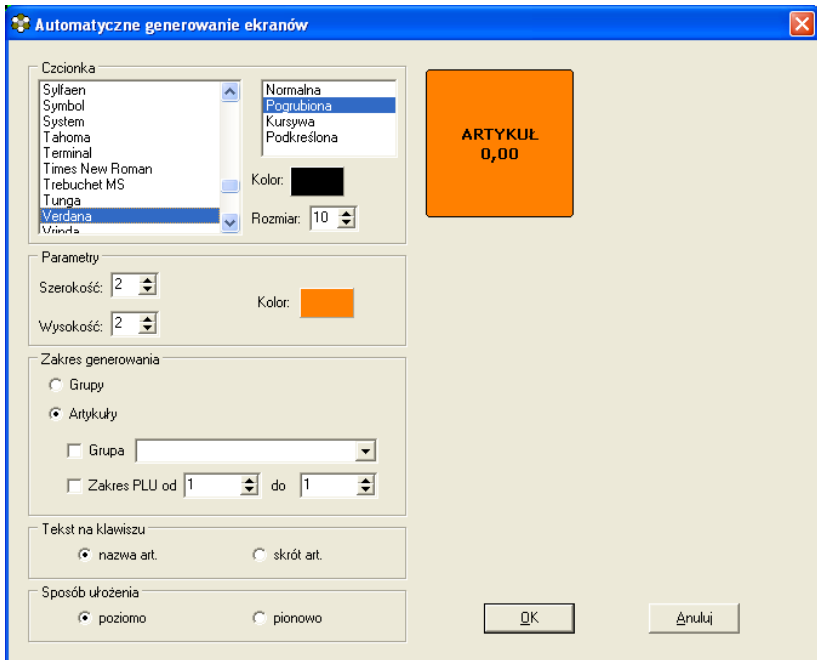 Automatyczne generowanie ekranów
Czcionka
Sylfaen
Symbol
System
Tahoma
Terminal
Times New Roman
Trebuchet MS
Tunga
Verdana
Vrinda
Normalna
Pogrubiona
Kursywa
Podkreślona
Kolor:
Rozmiar: 10
ARTYKUŁ
0,00
Parametry
Szerokość: 2
Wysokość: 2
Kolor:
Zakres generowania
Grupy
Artykuły
Grupa
Zakres PLU od 1 do 1
Tekst na klawiszu
nazwa art. skrót art.
Sposób ułożenia
poziomo pionowo
OK Anuluj